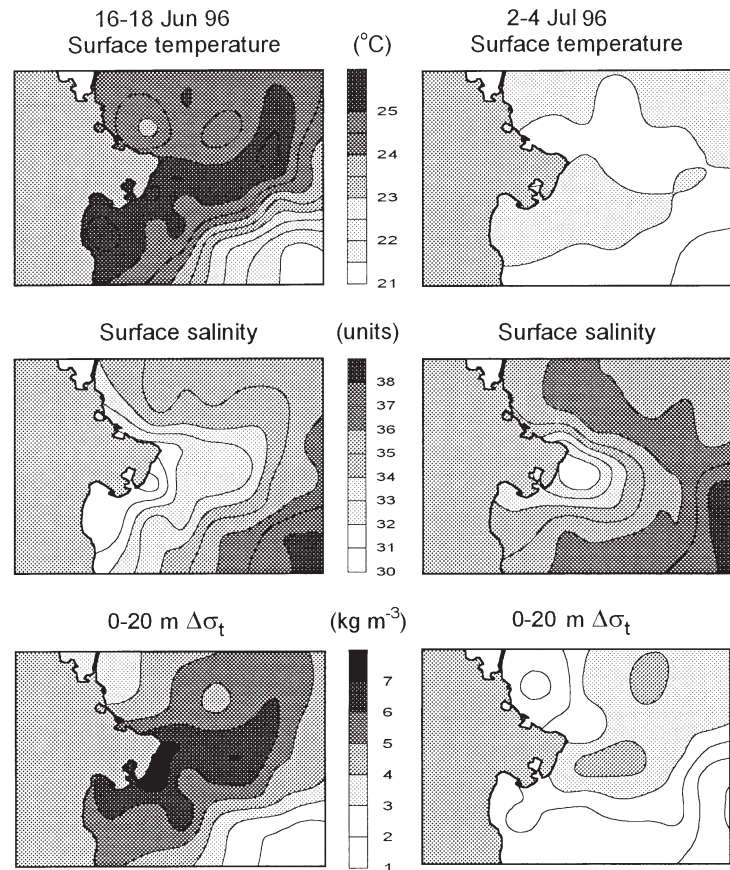 16-18 Jun 96
Surface temperature
(°C)
2-4 Jul 96
Surface temperature
25
24
23
22
21
Surface salinity
(units)
Surface salinity
38
37
36
35
34
33
32
31
30
0-20 m Δσt
(kg m-3)
0-20 m Δσt
7
6
5
4
3
2
1